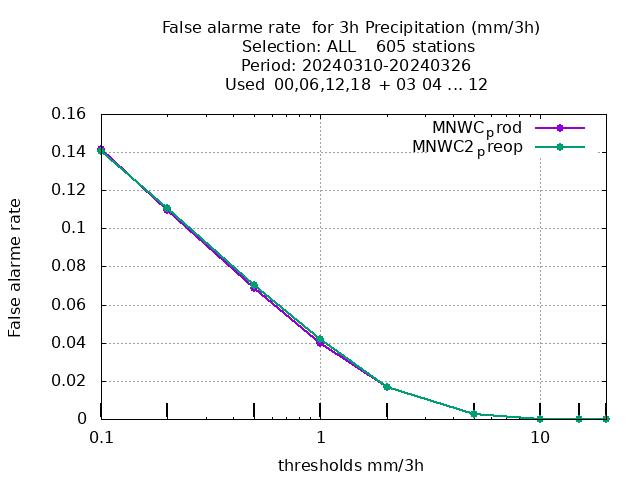 False alarme rate  for 3h Precipitation (mm/3h)
Selection: ALL    605 stations
Period: 20240310-20240326
Used  00,06,12,18  + 03 04 ... 12
0.16
MNWCprod
MNWC2preop
0.14
0.12
0.1
0.08
0.06
0.04
0.02
0
False alarme rate
0.1
1
10
thresholds mm/3h